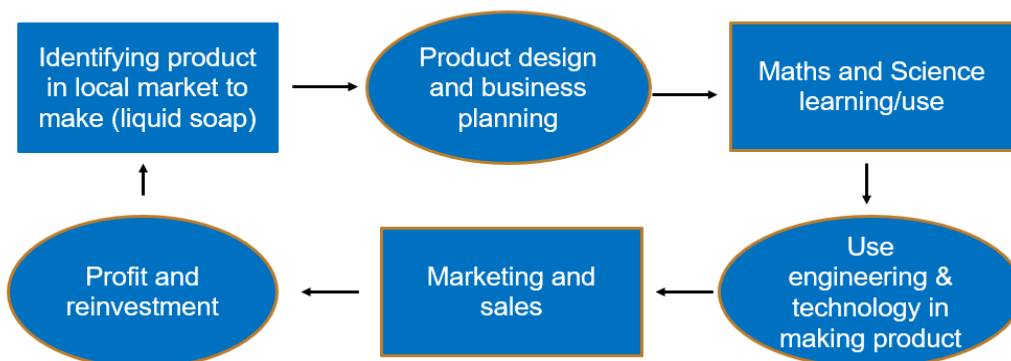 Identifying product
in local market to
make (liquid soap)
Product design
and business
planning
Maths and Science
learning/use
Use
engineering &
technology in
making product
Marketing and
sales
Profit and
reinvestment